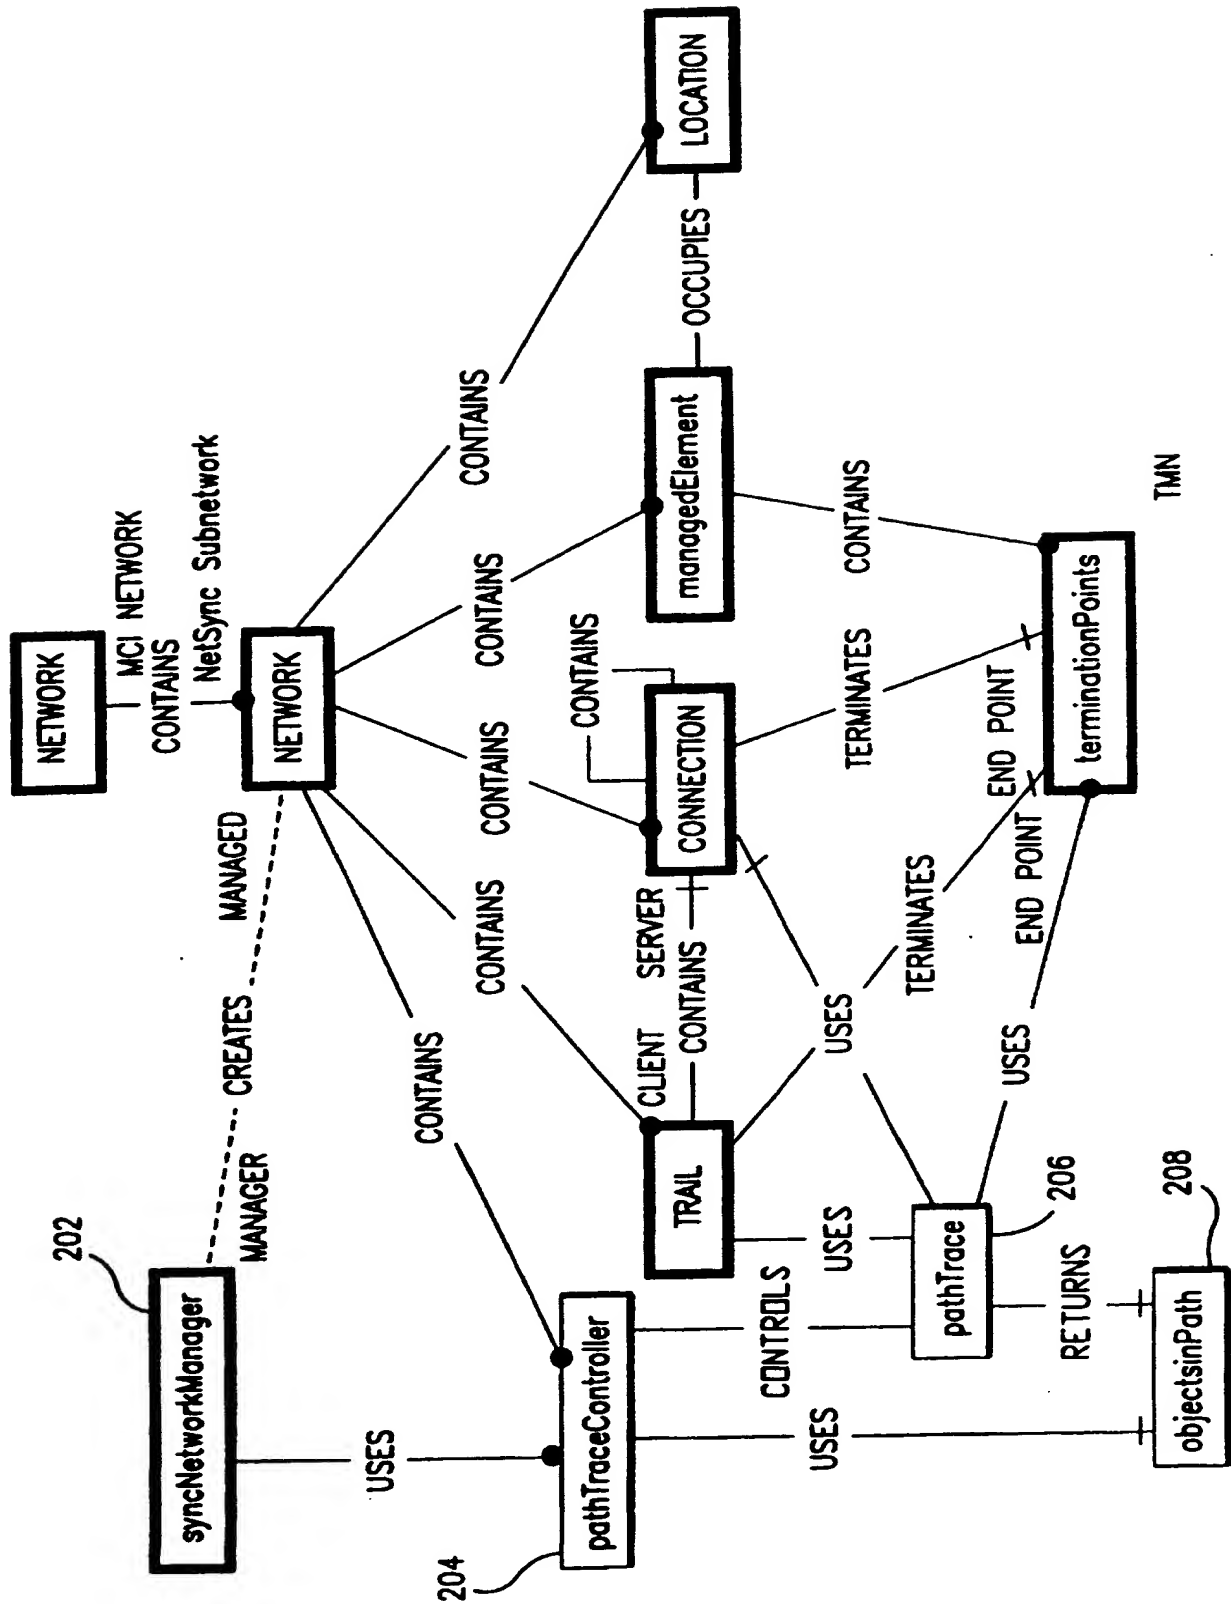 NETWORK
MCI NETWORK
CONTAINS
NetSync Subnetwork
202
syncNetworkManager
MANAGER
CREATES
MANAGED
NETWORK
USES
CONTAINS
CONTAINS
CONTAINS
CONTAINS
CONTAINS
204
pathTraceController
TRAIL
CLIENT
CONTAINS
SERVER
CONNECTION
CONTAINS
managedElement
OCCUPIES
LOCATION
CONTROLS
USES
USES
TERMINATES
TERMINATES
CONTAINS
USES
pathTrace
206
USES
END POINT
END POINT
terminationPoints
RETURNS
objectsinPath
208
TMN